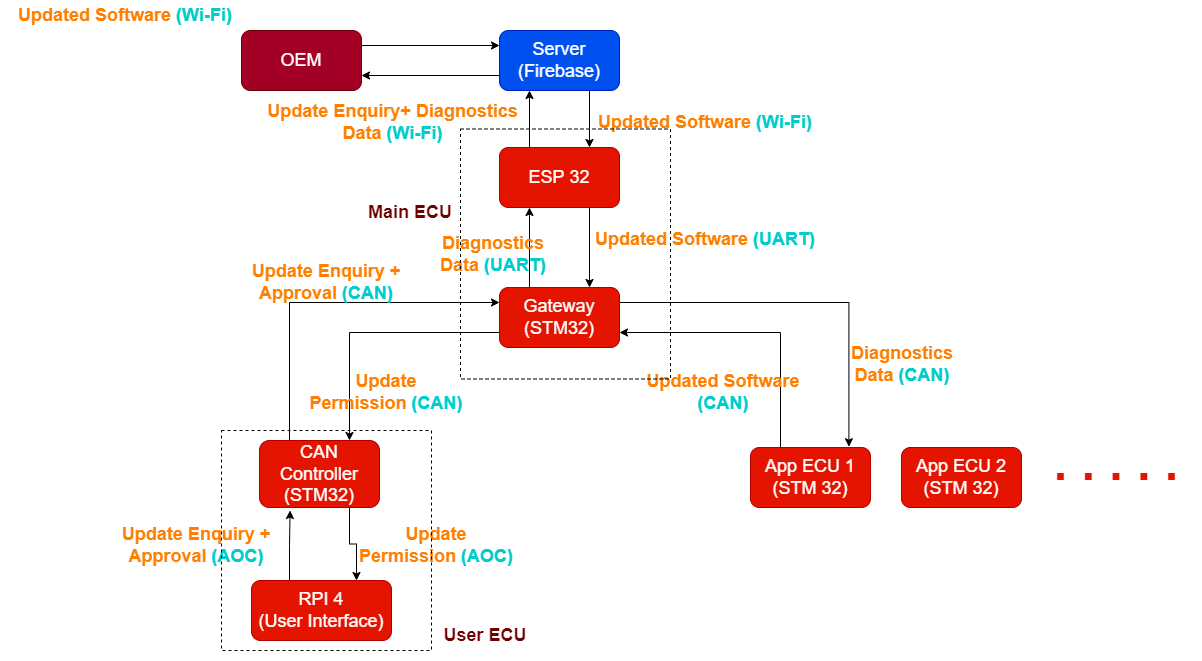 Updated Software (Wi-Fi)
OEM
Server
(Firebase)
Update Enquiry+ Diagnostics
Data (Wi-Fi)
Updated Software (Wi-Fi)
ESP 32
Main ECU
Diagnostics
Data (UART)
Updated Software (UART)
Update Enquiry +
Approval (CAN)
Gateway
(STM32)
Update
Permission (CAN)
Updated Software
(CAN)
Diagnostics
Data (CAN)
CAN
Controller
(STM32)
App ECU 1
(STM 32)
App ECU 2
(STM 32)
. . . . .
Update Enquiry +
Approval (AOC)
Update
Permission (AOC)
RPI 4
(User Interface)
User ECU